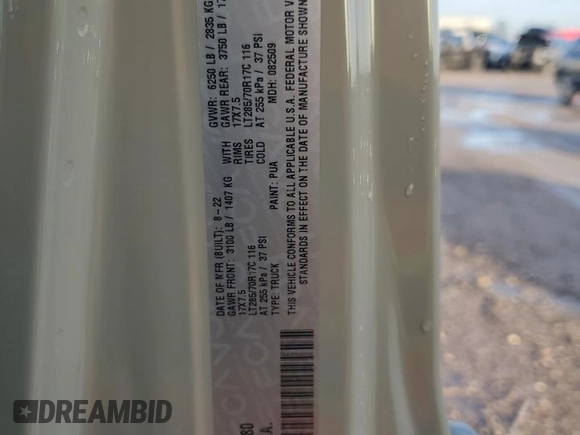 DATE OF MFR (BUILT): 8-22 GVWR: 6250 LB / 2835 KG
GAWR FRONT: 3100 LB / 1407 KG WITH GAWR REAR: 3750 LB /
17X7.5 RIMS 17X7.5
LT285/70R17C 116 TIRES LT285/70R17C 116
AT 255 kPa / 37 PSI COLD AT 255 kPa / 37 PSI
TYPE: TRUCK PAINT: PUA MDH: 082509
THIS VEHICLE CONFORMS TO ALL APPLICABLE U.S.A. FEDERAL MOTOR
STANDARDS IN EFFECT ON THE DATE OF MANUFACTURE SHOWN
DREAMBID